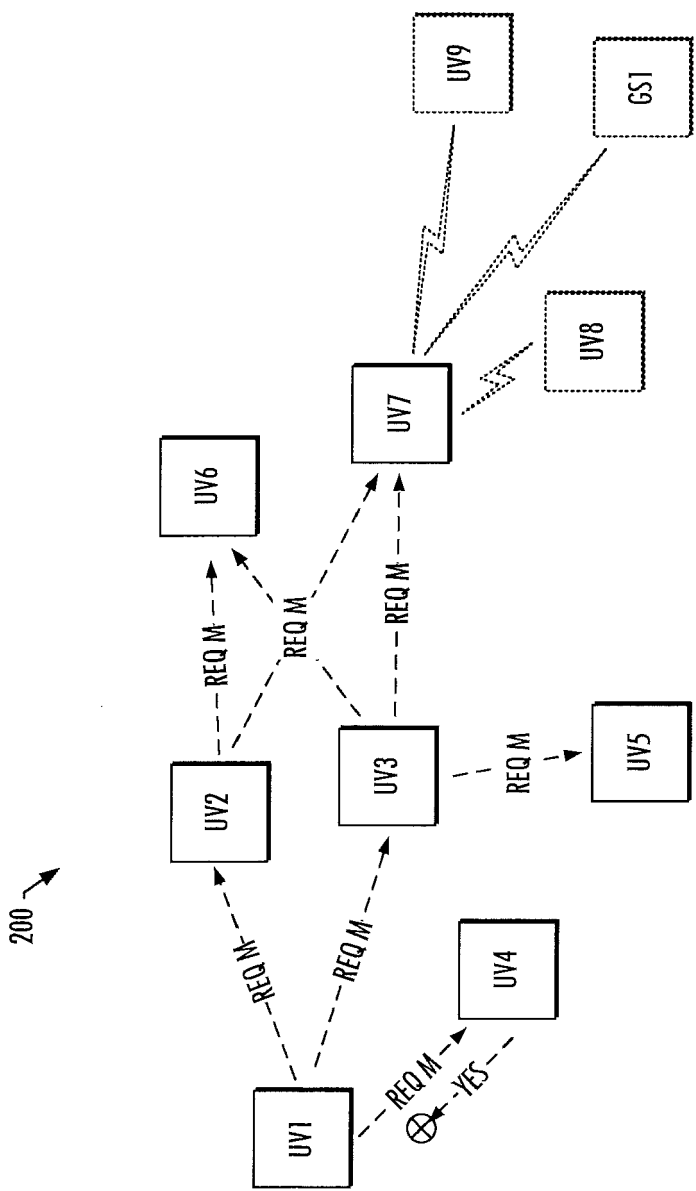 200
UV1
REQ M
REQ M
REQ M
YES
UV4
UV2
UV3
REQ M
REQ M
REQ M
REQ M
UV5
UV6
UV7
UV8
UV9
GS1